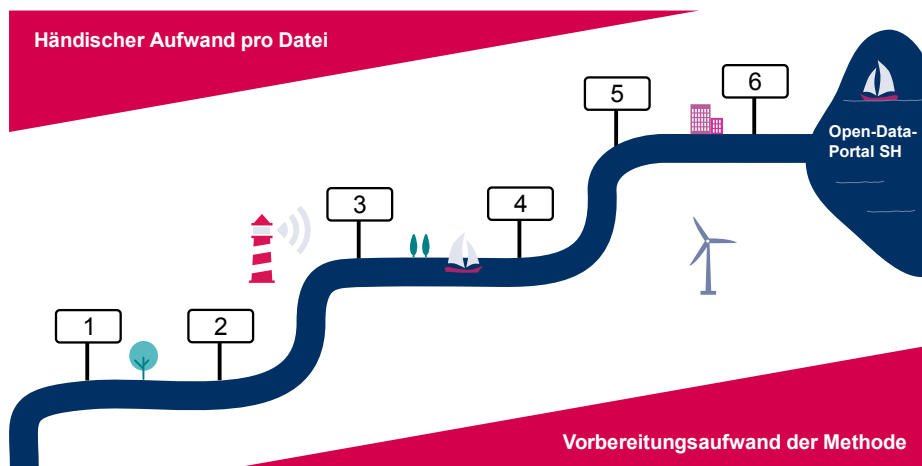 Händischer Aufwand pro Datei
5
6
Open-Data-
Portal SH
3
4
1
2
Vorbereitungsaufwand der Methode